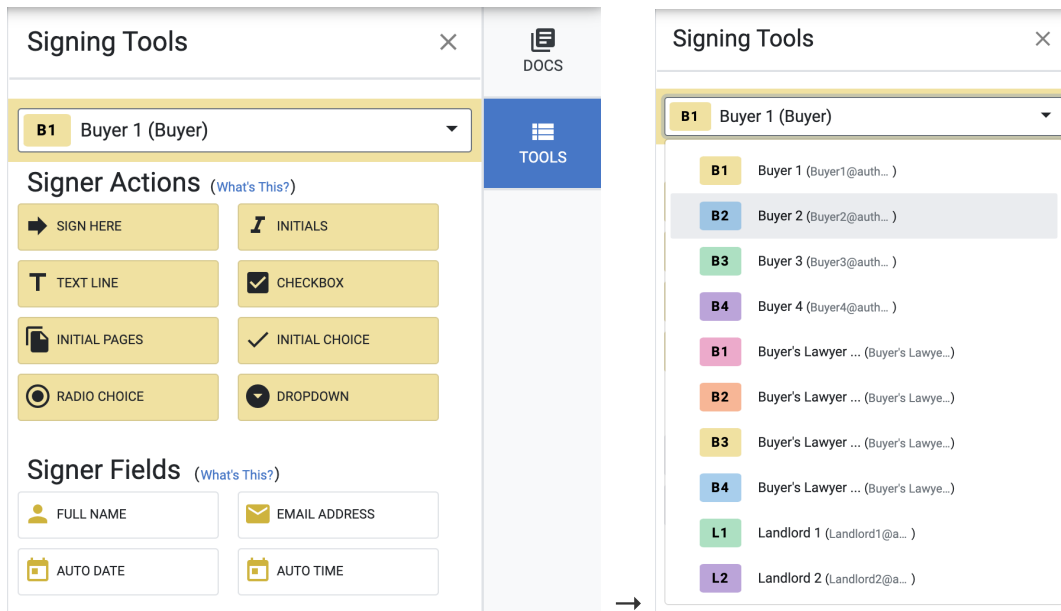 Signing Tools
DOCS
B1 Buyer 1 (Buyer)
TOOLS
Signer Actions (What's This?)
SIGN HERE INITIALS
TEXT LINE CHECKBOX
INITIAL PAGES INITIAL CHOICE
RADIO CHOICE DROPDOWN
Signer Fields (What's This?)
FULL NAME EMAIL ADDRESS
AUTO DATE AUTO TIME
→
Signing Tools
B1 Buyer 1 (Buyer)
B1 Buyer 1 (Buyer1@auth... )
B2 Buyer 2 (Buyer2@auth... )
B3 Buyer 3 (Buyer3@auth... )
B4 Buyer 4 (Buyer4@auth... )
B1 Buyer's Lawyer ... (Buyer's Lawye...)
B2 Buyer's Lawyer ... (Buyer's Lawye...)
B3 Buyer's Lawyer ... (Buyer's Lawye...)
B4 Buyer's Lawyer ... (Buyer's Lawye...)
L1 Landlord 1 (Landlord1@a... )
L2 Landlord 2 (Landlord2@a... )